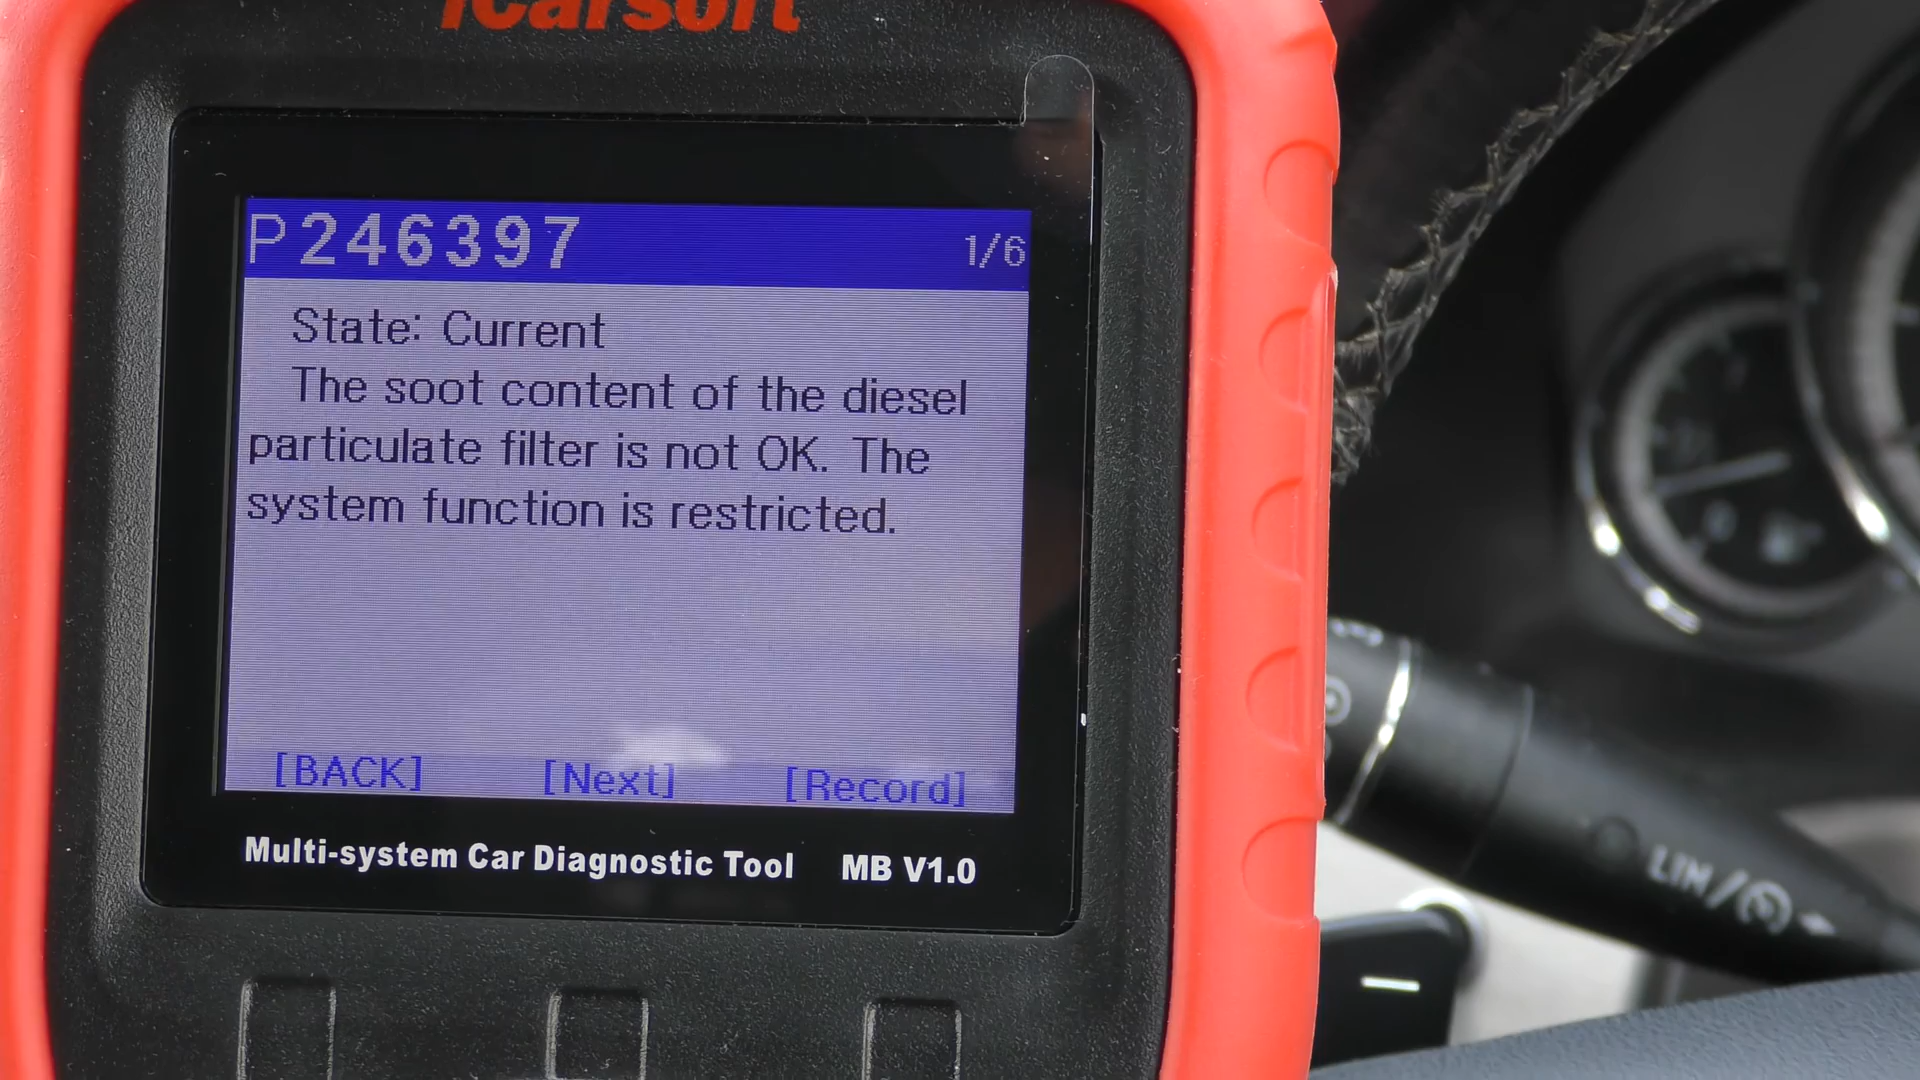 iCarsoft
P246397 1/6
State: Current
The soot content of the diesel
particulate filter is not OK. The
system function is restricted.
[BACK] [Next] [Record]
Multi-system Car Diagnostic Tool MB V1.0
LIM/